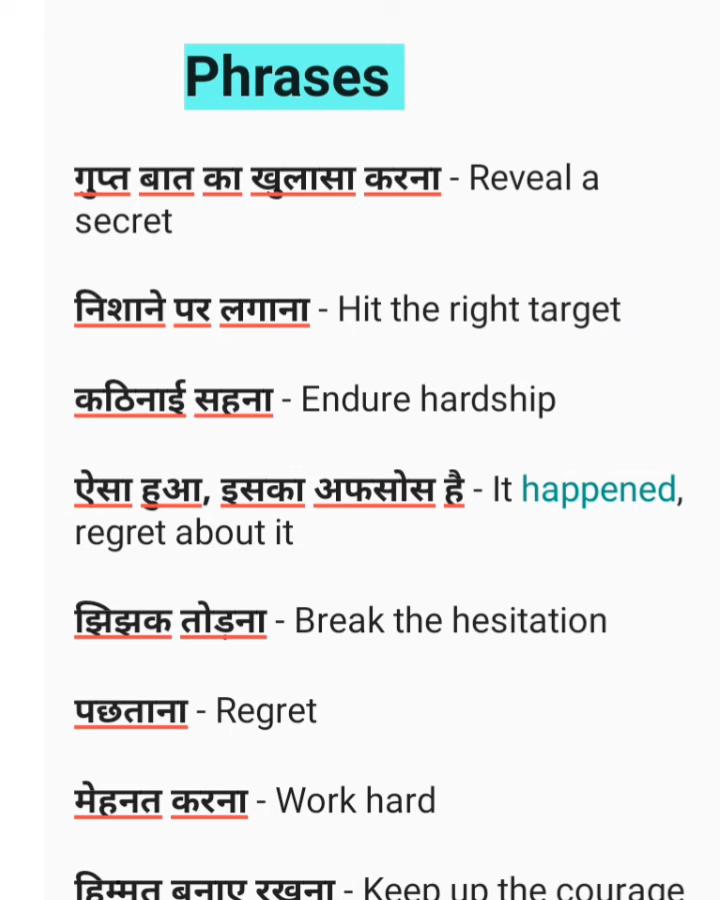 Phrases
गुप्त बात का खुलासा करना - Reveal a
secret
निशाने पर लगाना - Hit the right target
कठिनाई सहना - Endure hardship
ऐसा हुआ, इसका अफसोस है - It happened,
regret about it
झिझक तोडना - Break the hesitation
पछताना - Regret
मेहनत करना - Work hard
हिम्मत बनाए रखना - Keep up the courage